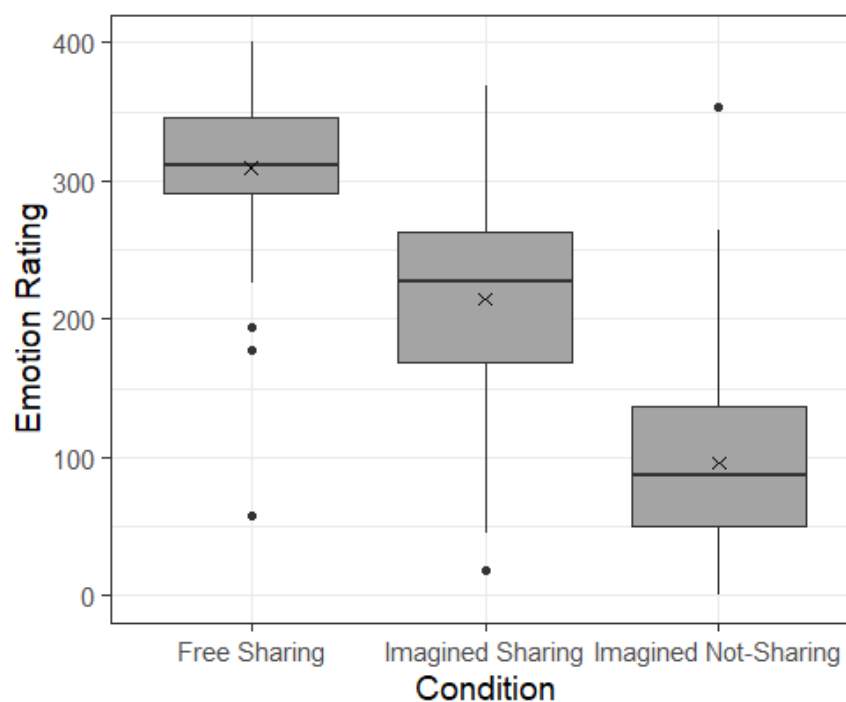 Emotion Rating
400
300
200
100
0
Free Sharing
Imagined Sharing
Imagined Not-Sharing
Condition